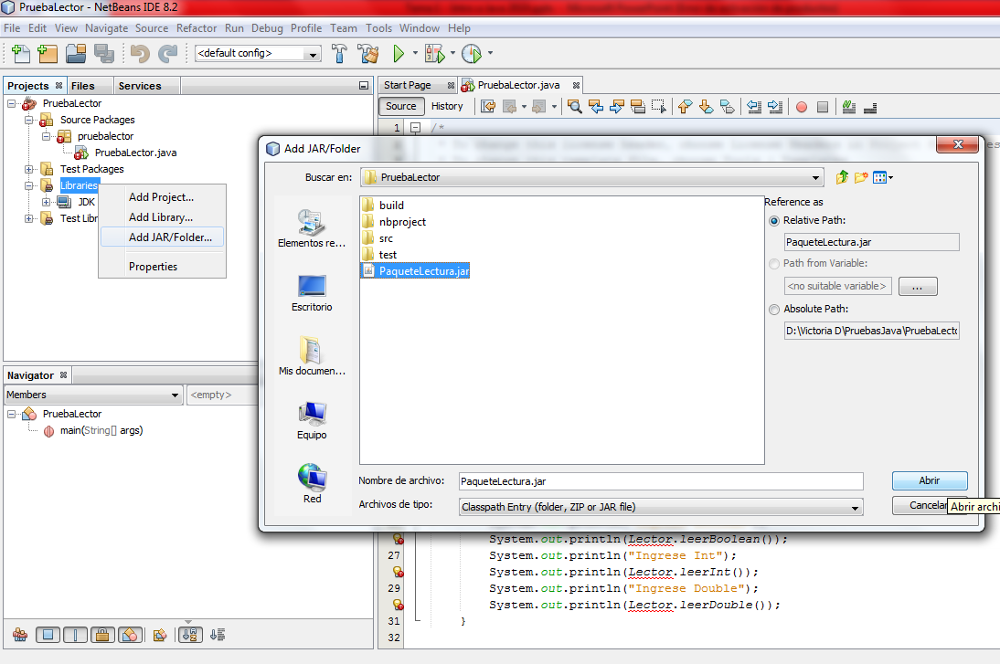 PruebaLector - NetBeans IDE 8.2
File Edit View Navigate Source Refactor Run Debug Profile Team Tools Window Help
<default config>
Projects Files Services
PruebaLector
Source Packages
pruebalector
PruebaLector.java
Test Packages
Libraries
JDK
Test Libr
Add Project...
Add Library...
Add JAR/Folder...
Properties
Navigator
Members
<empty>
PruebaLector
main(String[] args)
Start Page PruebaLector.java
Source History
1 /*
Add JAR/Folder
Buscar en: PruebaLector
Elementos re...
Escritorio
Mis documen...
Equipo
Red
build
nbproject
src
test
PaqueteLectura.jar
Reference as
Relative Path:
PaqueteLectura.jar
Path from Variable:
<no suitable variable> ...
Absolute Path:
D:\Victoria D\PruebasJava\PruebaLecto
Nombre de archivo: PaqueteLectura.jar
Abrir
Archivos de tipo: Classpath Entry (folder, ZIP or JAR file)
Cancelar
Abrir archi
System.out.println(Lector.leerBoolean());
27 System.out.println("Ingrese Int");
System.out.println(Lector.leerInt());
29 System.out.println("Ingrese Double");
System.out.println(Lector.leerDouble());
31 }
32